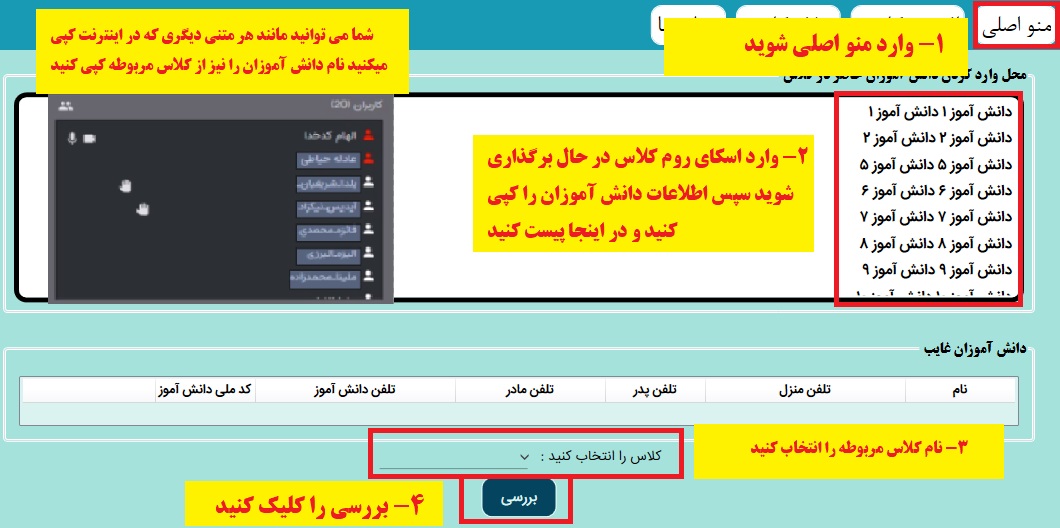 منو اصلی
۱- وارد منو اصلی شوید
شما می توانید مانند هر متنی دیگری که در اینترنت کپی
میکنید نام دانش آموزان را نیز از کلاس مربوطه کپی کنید
محل وارد کردن دانش آموزان حاضر در کلاس
دانش آموز ۱ دانش آموز ۱
دانش آموز ۲ دانش آموز ۲
دانش آموز ۵ دانش آموز ۵
دانش آموز ۶ دانش آموز ۶
دانش آموز ۷ دانش آموز ۷
دانش آموز ۸ دانش آموز ۸
دانش آموز ۹ دانش آموز ۹
دانش آموز ۱۰ دانش آموز ۱۰
۲- وارد اسکای روم کلاس در حال برگذاری
شوید سپس اطلاعات دانش آموزان را کپی
کنید و در اینجا پیست کنید
کاربران (20)
الهام کدخدا
عادله حیاطی
دانش آموزان غایب
نام تلفن منزل تلفن پدر تلفن مادر تلفن دانش آموز کد ملی دانش آموز
کلاس را انتخاب کنید :
۳- نام کلاس مربوطه را انتخاب کنید
بررسی
۴- بررسی را کلیک کنید